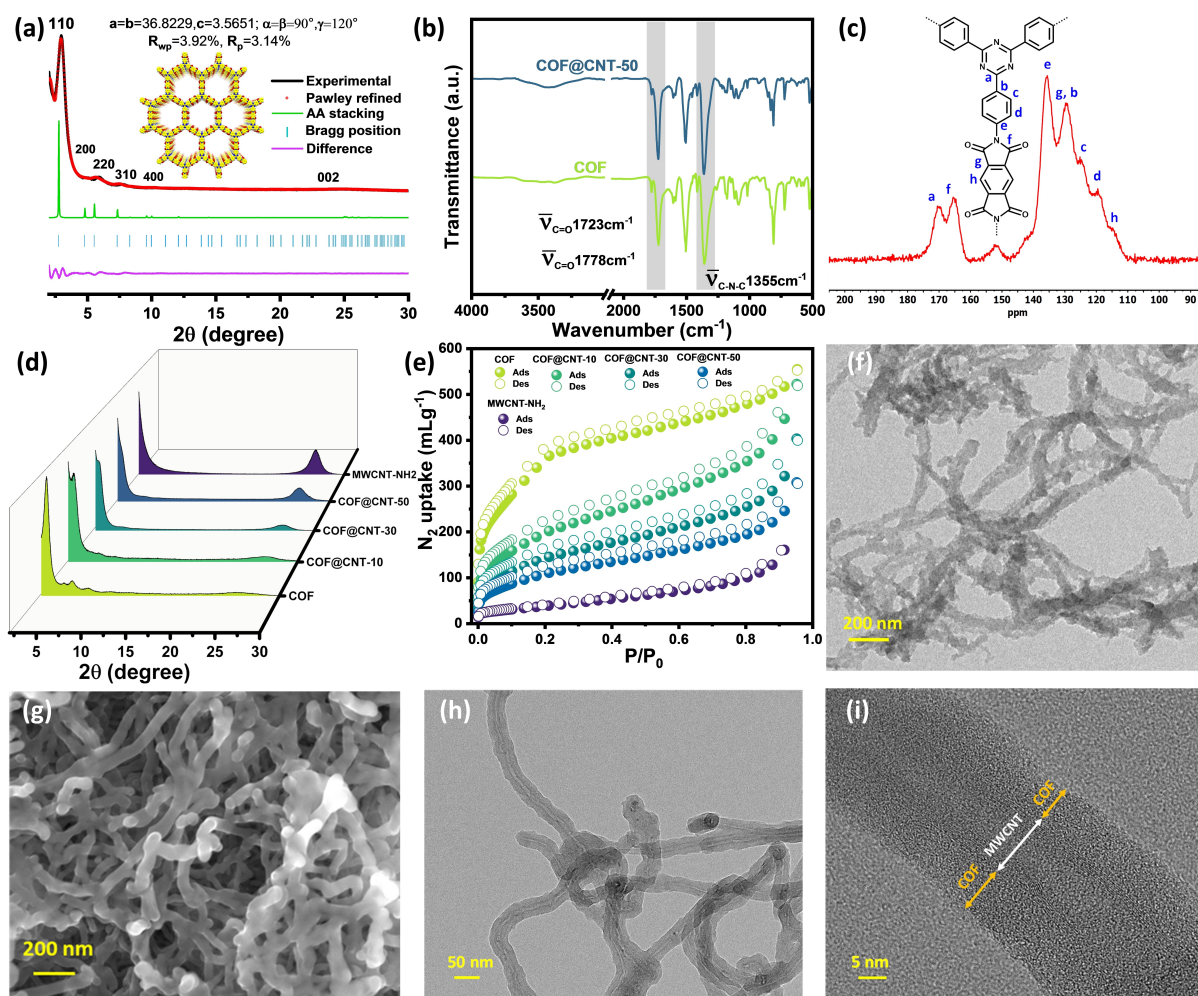 (a)
a=b=36.8229,c=3.5651; α=β=90°,γ=120°
Rwp=3.92%, Rp=3.14%
110
200
220
310
400
002
Experimental
Pawley refined
AA stacking
Bragg position
Difference
5 10 15 20 25 30
2θ (degree)
(b)
COF@CNT-50
COF
ν̅C=O1723cm-1
ν̅C=O1778cm-1
ν̅C-N-C1355cm-1
Transmittance (a.u.)
4000 3000 2000 1500 1000 500
Wavenumber (cm-1)
(c)
N N
N
a
b
c
d
e
N
f
O O
g
h
O O
N
a
f
e
g, b
c
d
h
200 190 180 170 160 150 140 130 120 110 100 90
ppm
(d)
MWCNT-NH2
COF@CNT-50
COF@CNT-30
COF@CNT-10
COF
5 10 15 20 25 30
2θ (degree)
(e)
COF COF@CNT-10 COF@CNT-30 COF@CNT-50
Ads Ads Ads Ads
Des Des Des Des
MWCNT-NH2
Ads
Des
600
500
400
300
200
100
0
N2 uptake (mLg-1)
0.0 0.2 0.4 0.6 0.8 1.0
P/P0
(f)
200 nm
(g)
200 nm
(h)
50 nm
(i)
COF
MWCNT
COF
5 nm